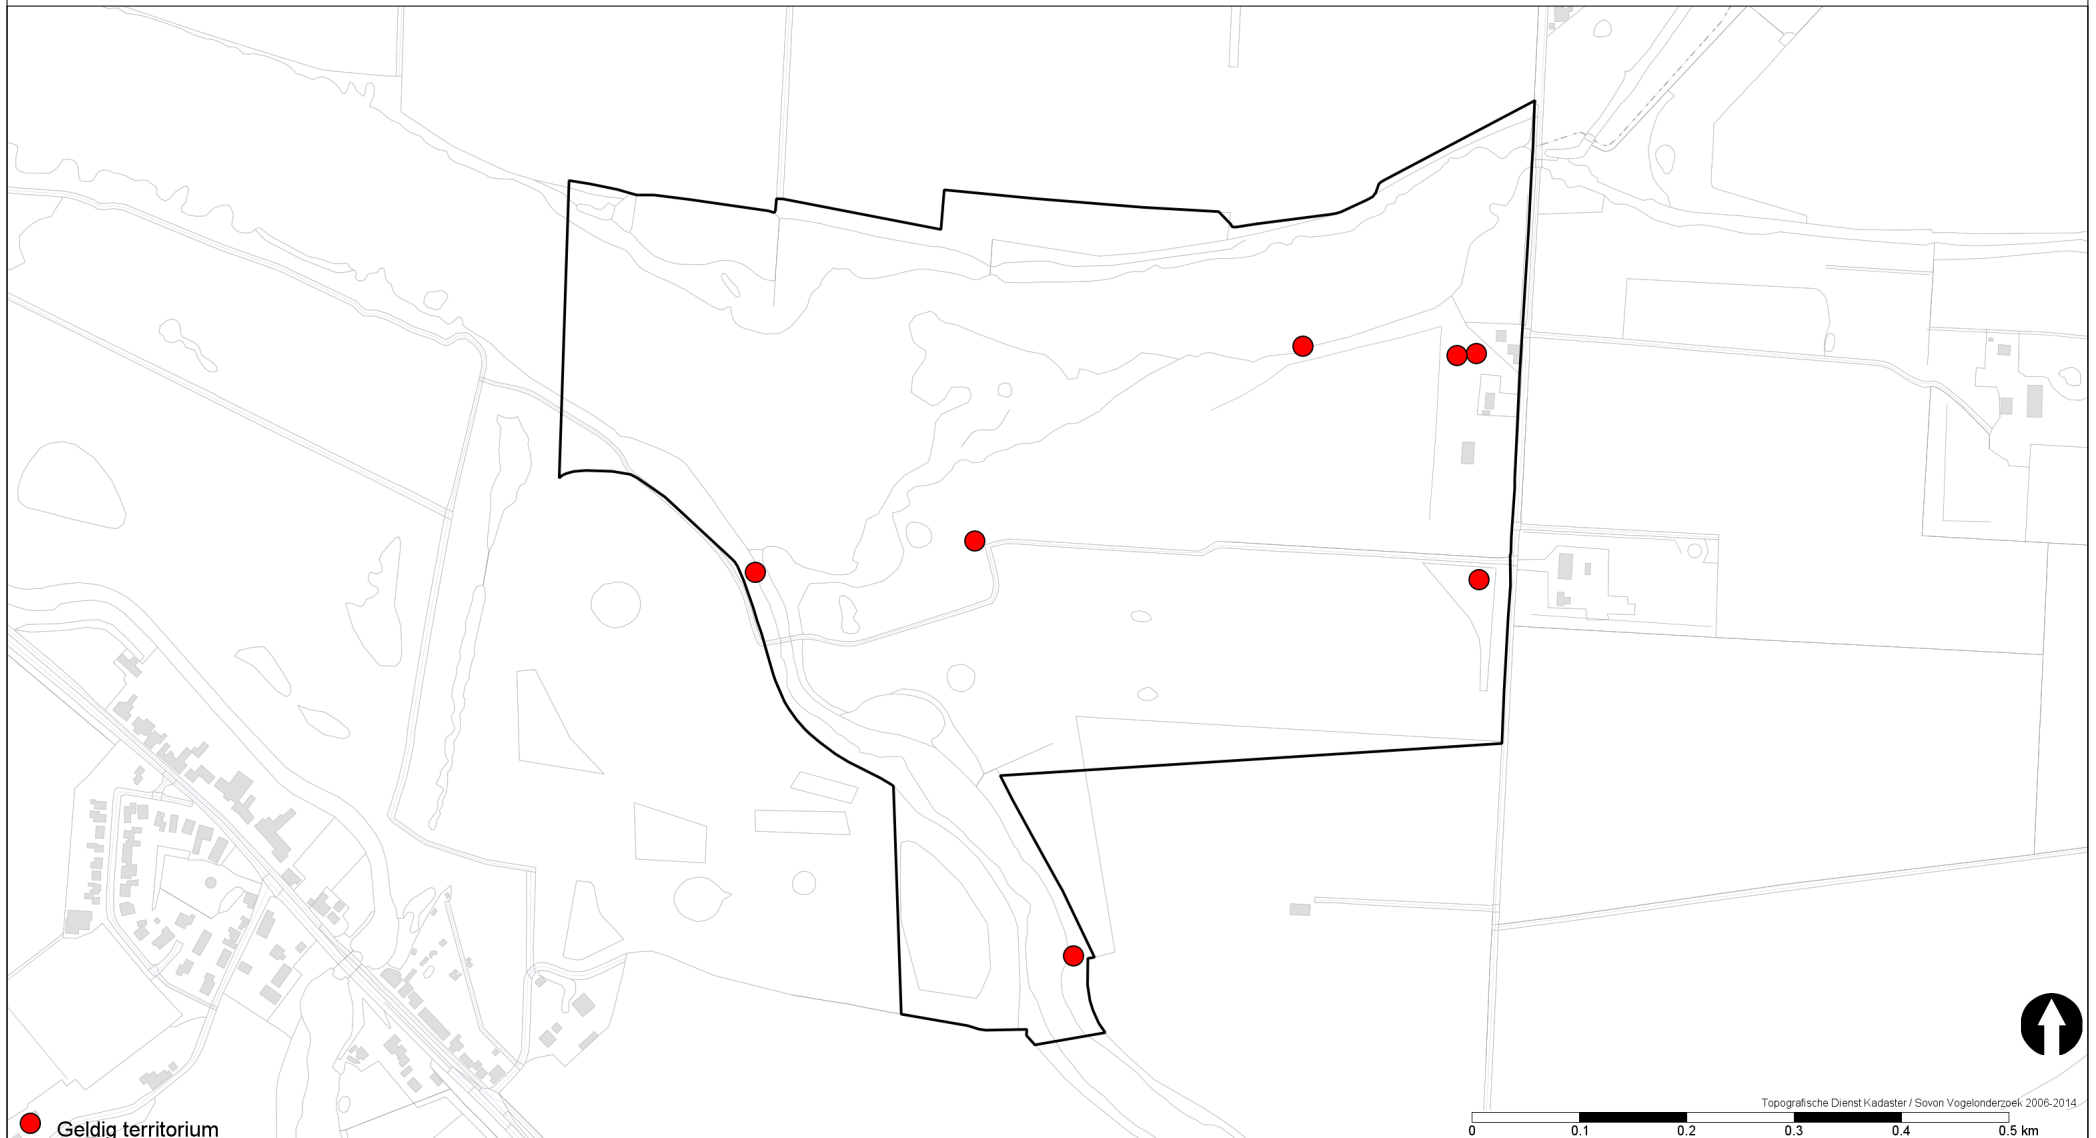 Topografische Dienst Kadaster / Sovon Vogelonderzoek 2006-2014
Geldig territorium
0 0.1 0.2 0.3 0.4 0.5 km